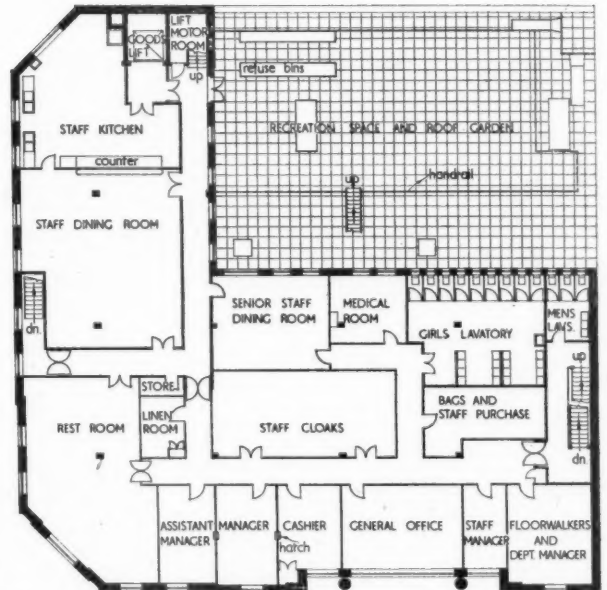 GOODS
LIFT
LIFT
MOTOR
ROOM
up
refuse bins
STAFF KITCHEN
RECREATION SPACE AND ROOF GARDEN
counter
up
handrail
STAFF DINING ROOM
dn.
SENIOR STAFF
DINING ROOM
MEDICAL
ROOM
GIRLS LAVATORY
MENS
LAVS.
up
STORE
LINEN
ROOM
REST ROOM
STAFF CLOAKS
BAGS AND
STAFF PURCHASE
dn.
ASSISTANT
MANAGER
MANAGER
CASHIER
hatch
GENERAL OFFICE
STAFF
MANAGER
FLOORWALKERS
AND
DEPT. MANAGER